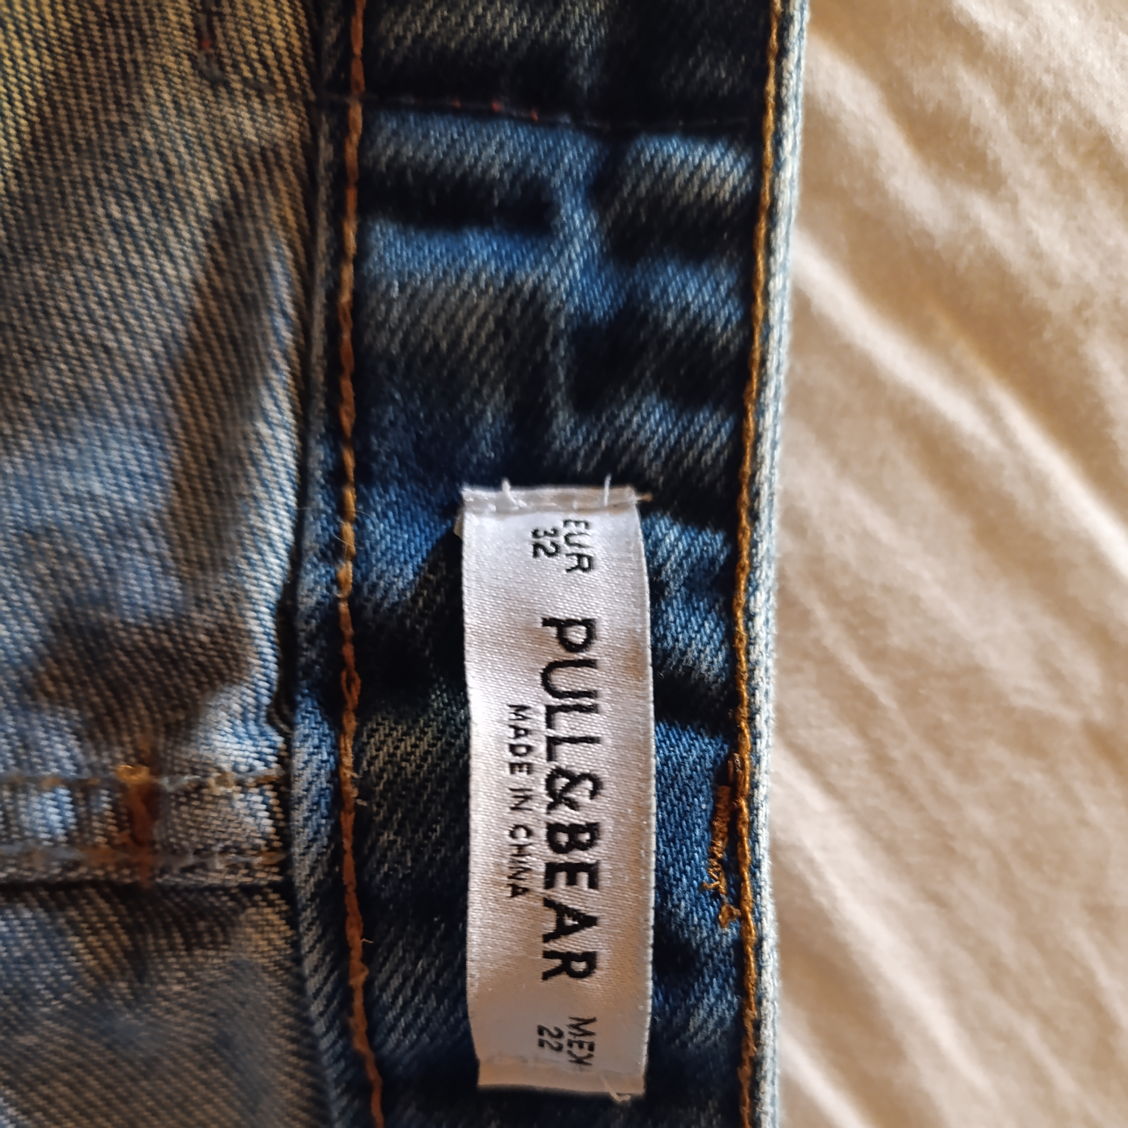 EUR
32
PULL&BEAR
MADE IN CHINA
MEX
22